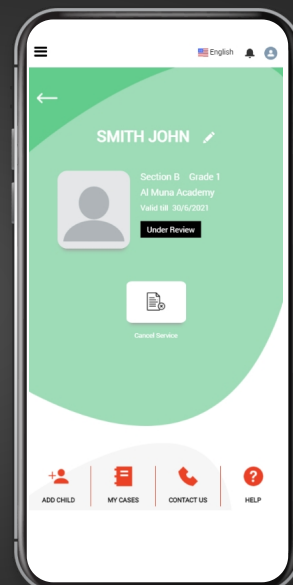 English
SMITH JOHN
Section B Grade 1
Al Muna Academy
Valid till 30/6/2021
Under Review
Cancel Service
ADD CHILD
MY CASES
CONTACT US
?
HELP